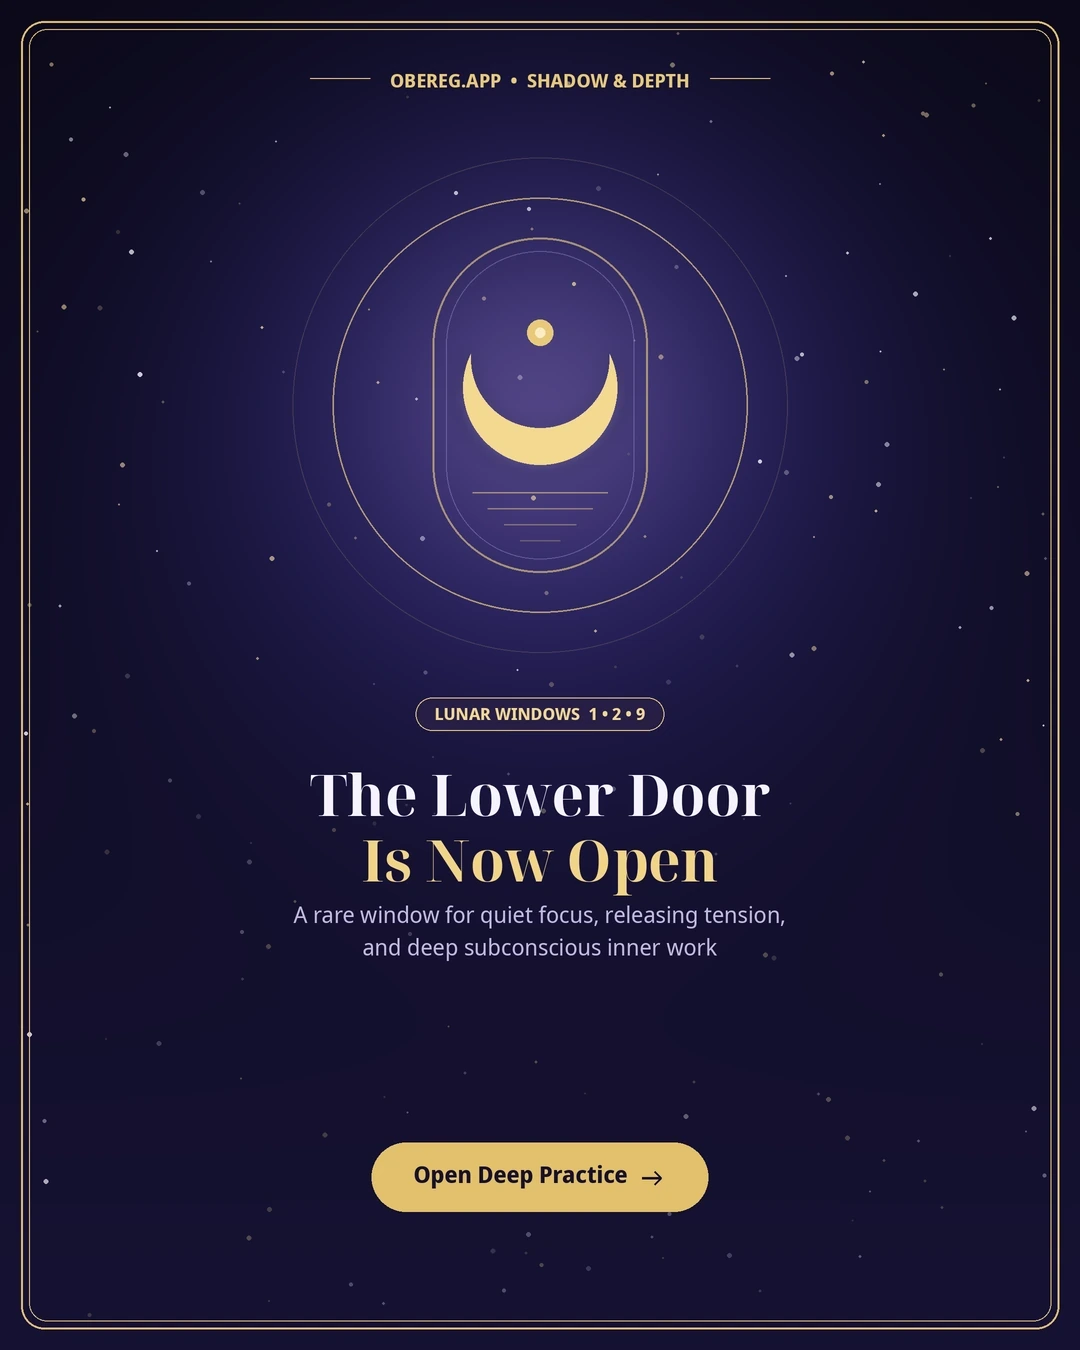 OBEREG.APP • SHADOW & DEPTH
LUNAR WINDOWS 1 • 2 • 9
The Lower Door
Is Now Open
A rare window for quiet focus, releasing tension,
and deep subconscious inner work
Open Deep Practice →